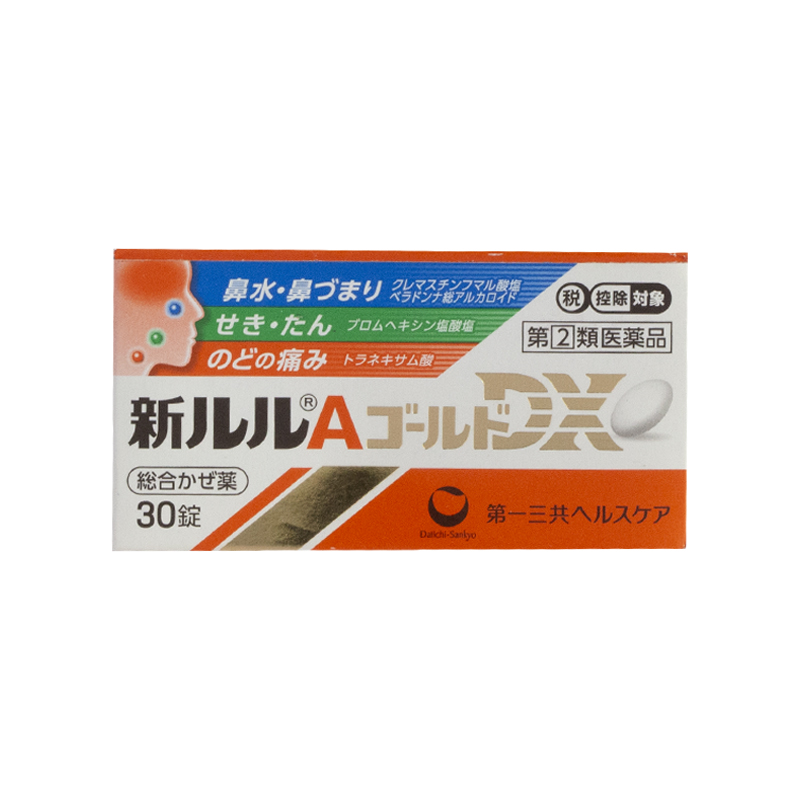 鼻水・鼻づまり クレマスチンフマル酸塩
ベラドンナ総アルカロイド
せき・たん ブロムヘキシン塩酸塩
のどの痛み トラネキサム酸
税 控除 対象
指②類医薬品
新ルル®AゴールドDX
総合かぜ薬
30錠
Daiichi-Sankyo
第一三共ヘルスケア